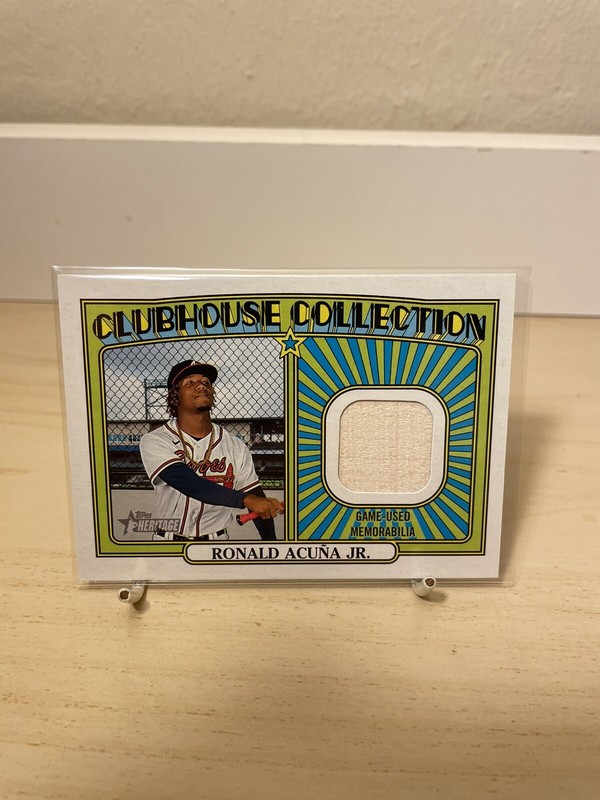 CLUBHOUSE COLLECTION
Braves
Topps
HERITAGE
GAME-USED
MEMORABILIA
RONALD ACUÑA JR.